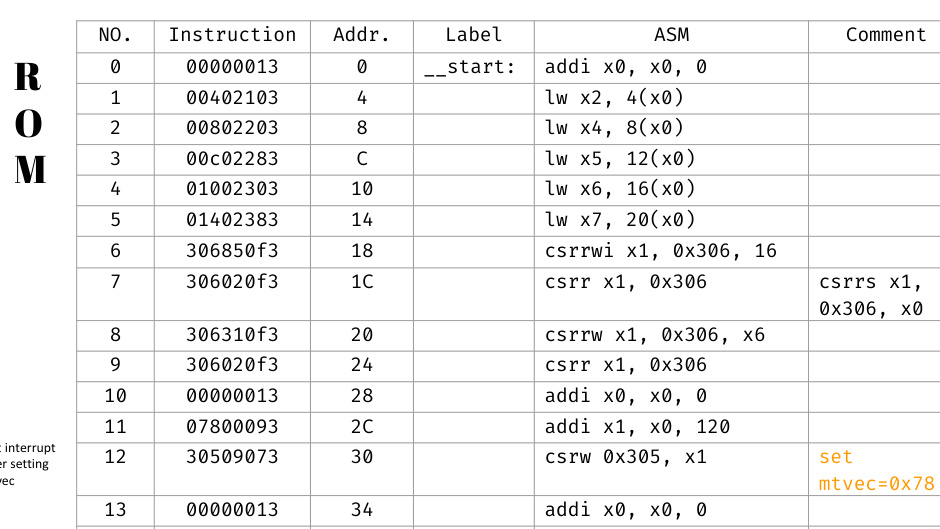 NO. Instruction Addr. Label ASM Comment
R
O
M
0 00000013 0 __start: addi x0, x0, 0
1 00402103 4 lw x2, 4(x0)
2 00802203 8 lw x4, 8(x0)
3 00c02283 C lw x5, 12(x0)
4 01002303 10 lw x6, 16(x0)
5 01402383 14 lw x7, 20(x0)
6 306850f3 18 csrrwi x1, 0x306, 16
7 306020f3 1C csrr x1, 0x306 csrrs x1,
0x306, x0
8 306310f3 20 csrrw x1, 0x306, x6
9 306020f3 24 csrr x1, 0x306
10 00000013 28 addi x0, x0, 0
11 07800093 2C addi x1, x0, 120
12 30509073 30 csrw 0x305, x1 set
mtvec=0x78
13 00000013 34 addi x0, x0, 0
interrupt
setting